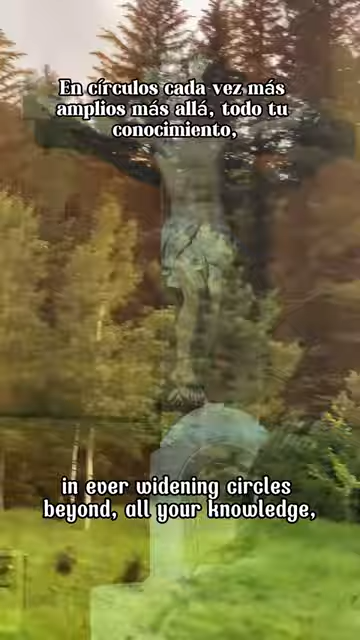 En círculos cada vez más
amplios más allá, todo tu
conocimiento,
in ever widening circles
beyond, all your knowledge,